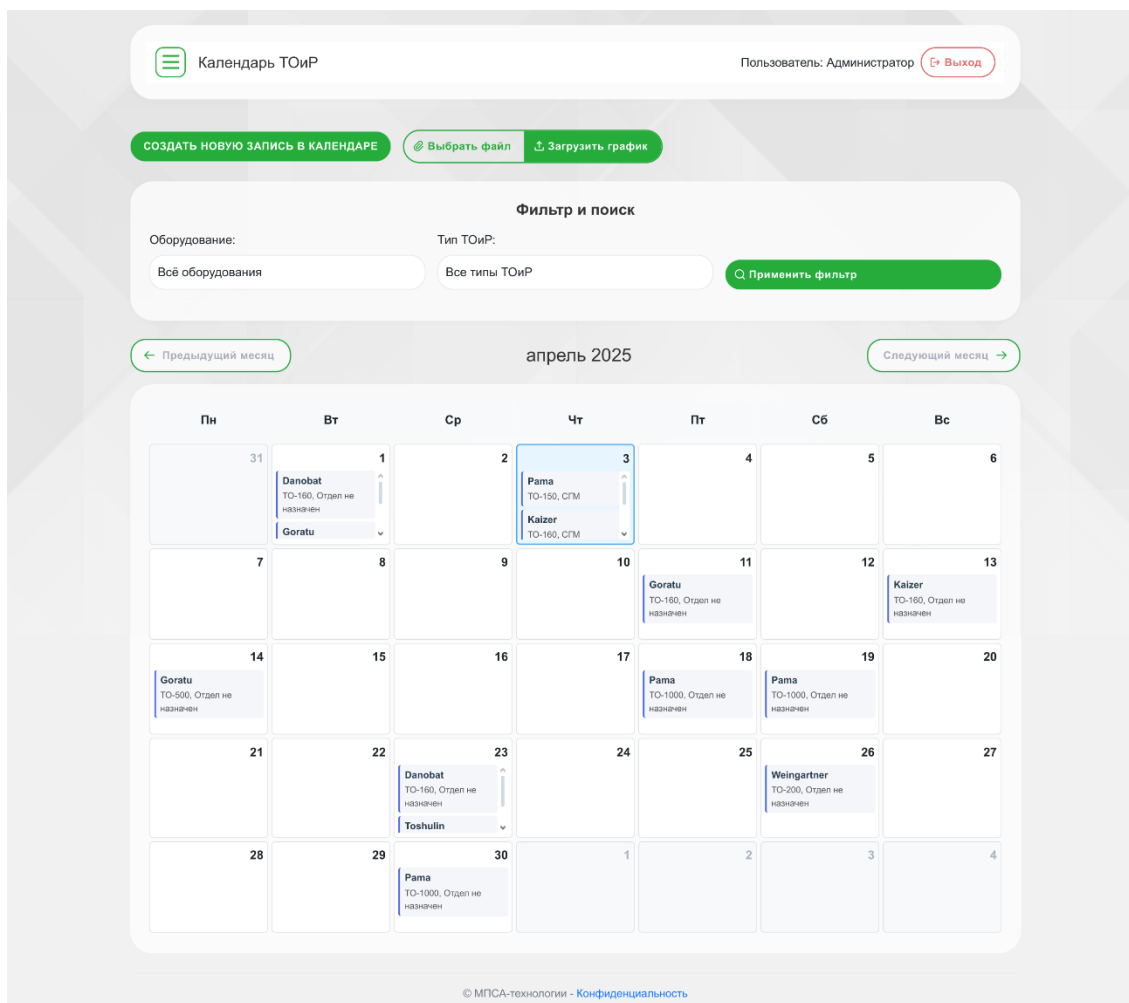 Календарь ТОиР
Пользователь: Администратор
Выход
СОЗДАТЬ НОВУЮ ЗАПИСЬ В КАЛЕНДАРЕ
Выбрать файл
Загрузить график
Фильтр и поиск
Оборудование:
Тип ТОиР:
Всё оборудования
Все типы ТОиР
Применить фильтр
← Предыдущий месяц
апрель 2025
Следующий месяц →
Пн Вт Ср Чт Пт Сб Вс
31
1
Danobat
ТО-160, Отдел не
назначен
Goratu
2
3
Pama
ТО-150, СГМ
Kaizer
ТО-160, СГМ
4
5
6
7
8
9
10
11
Goratu
ТО-160, Отдел не
назначен
12
13
Kaizer
ТО-160, Отдел не
назначен
14
Goratu
ТО-500, Отдел не
назначен
15
16
17
18
Pama
ТО-1000, Отдел не
назначен
19
Pama
ТО-1000, Отдел не
назначен
20
21
22
23
Danobat
ТО-160, Отдел не
назначен
Toshulin
24
25
26
Weingartner
ТО-200, Отдел не
назначен
27
28
29
30
Pama
ТО-1000, Отдел не
назначен
1
2
3
4
© МПСА-технологии - Конфиденциальность